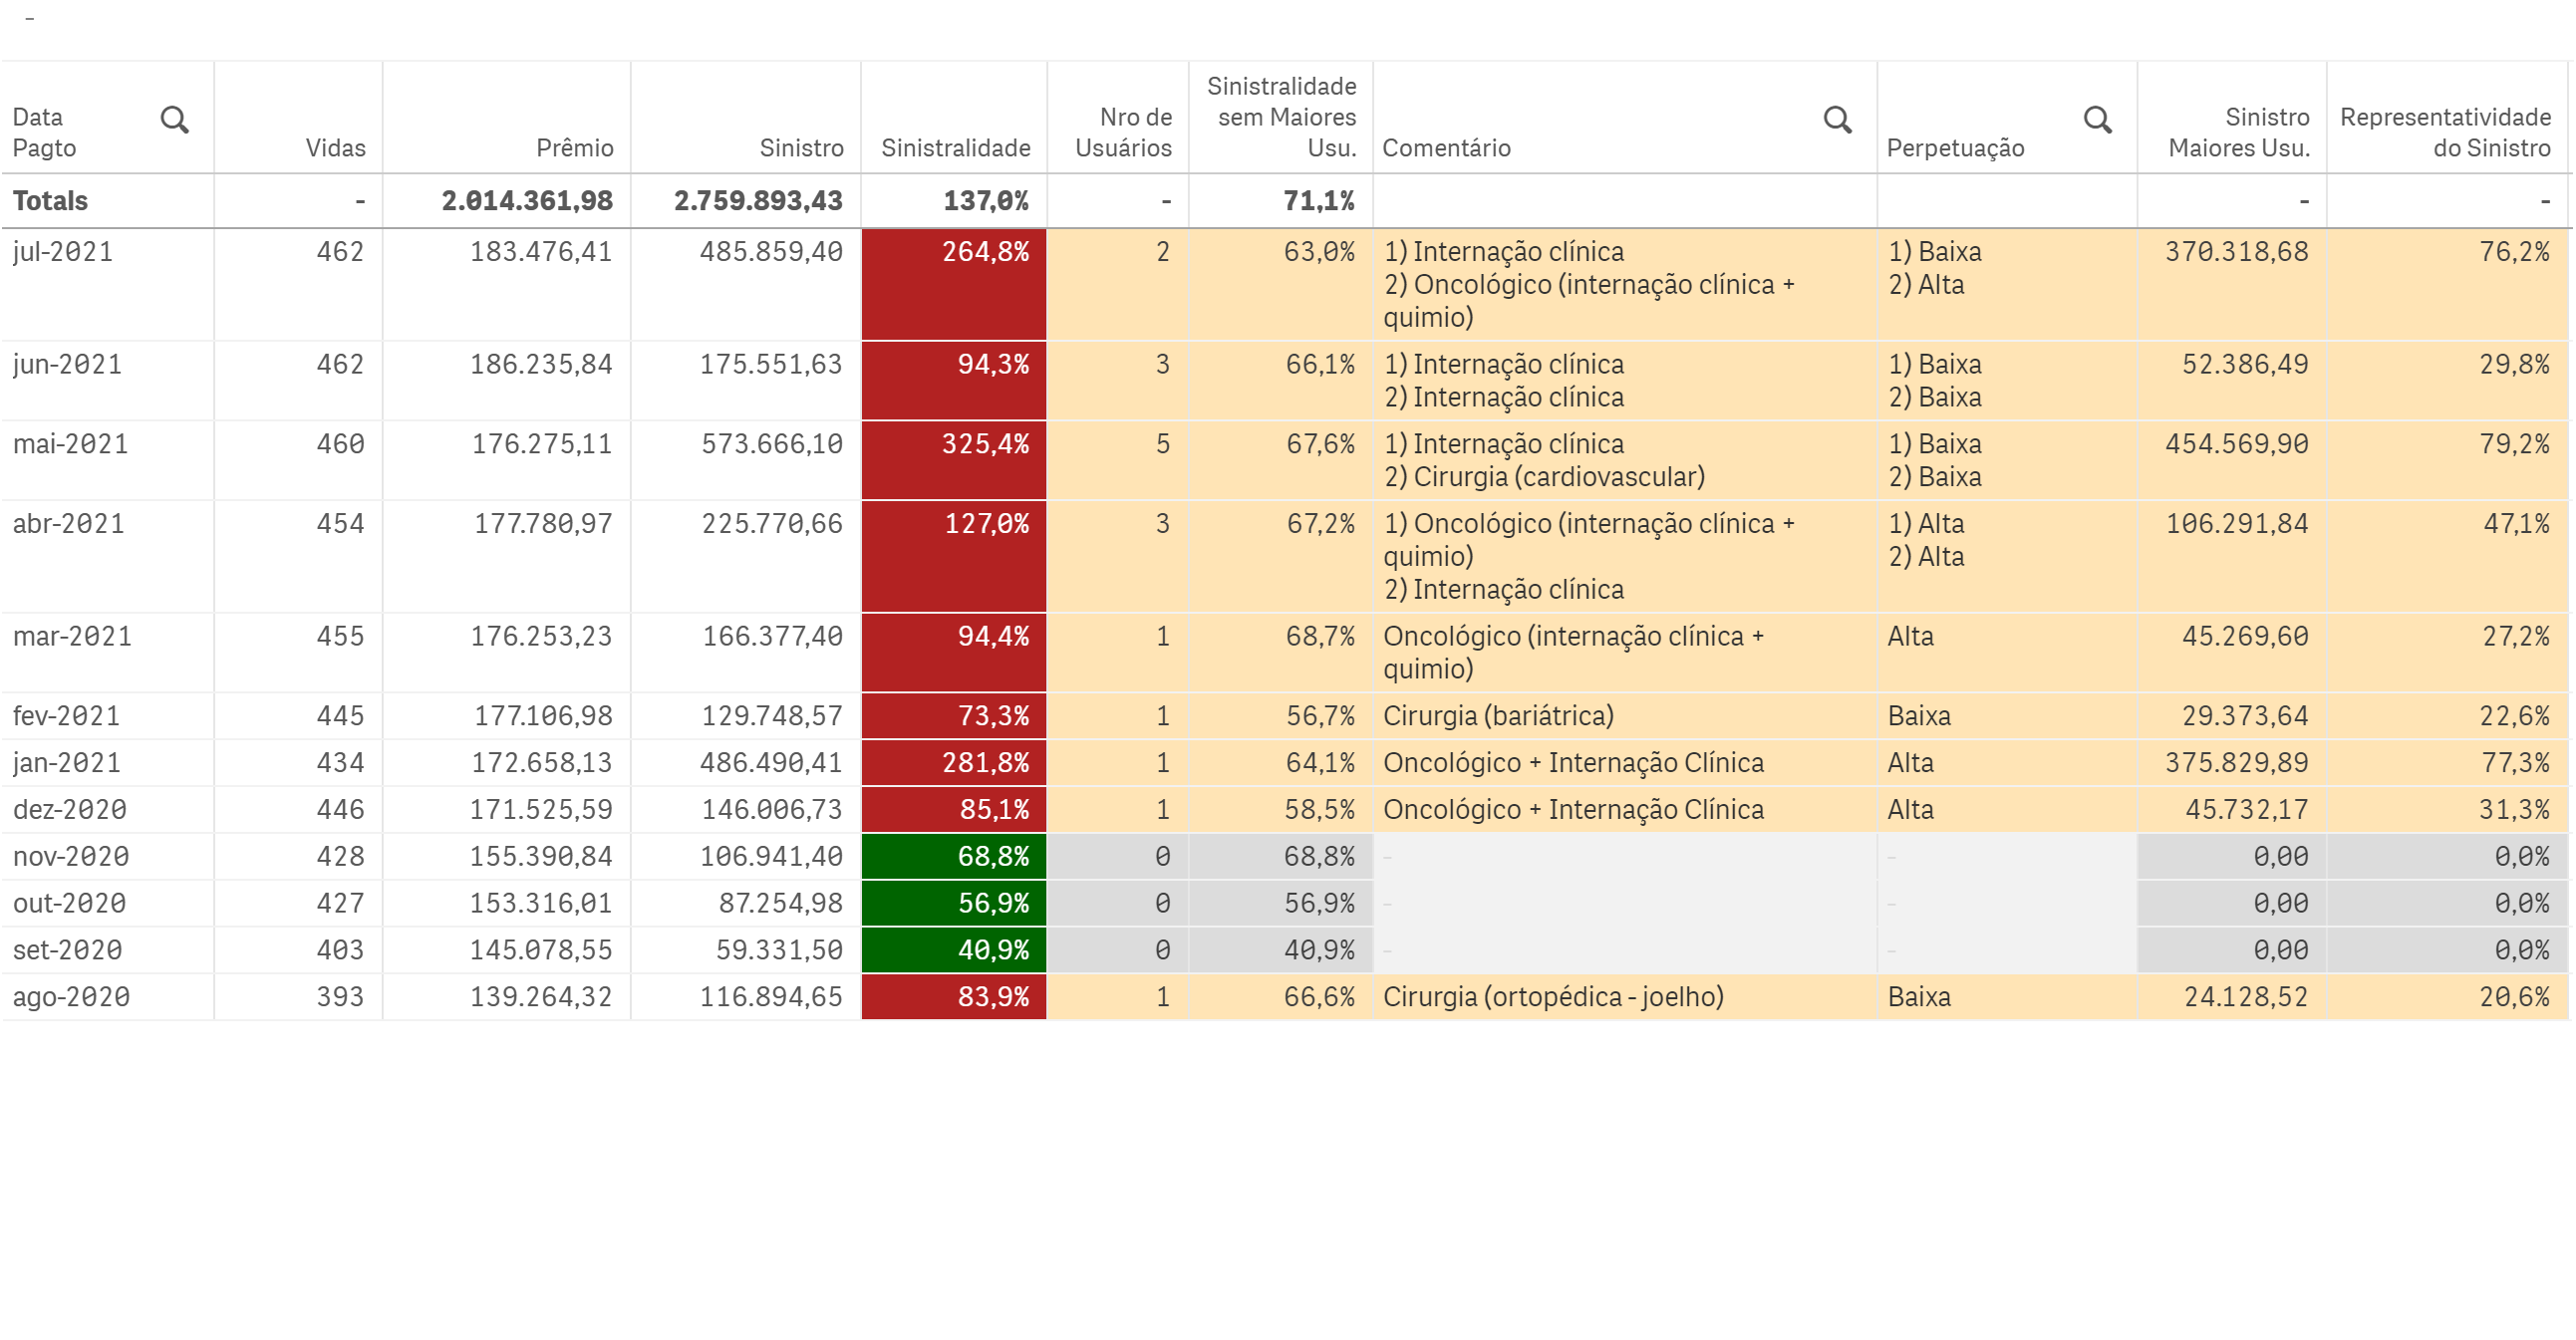 -
Data Pagto Vidas Prêmio Sinistro Sinistralidade Nro de Usuários Sinistralidade sem Maiores Usu. Comentário Perpetuação Sinistro Maiores Usu. Representatividade do Sinistro
Totals - 2.014.361,98 2.759.893,43 137,0% - 71,1% - -
jul-2021 462 183.476,41 485.859,40 264,8% 2 63,0% 1) Internação clínica 1) Baixa 370.318,68 76,2%
2) Oncológico (internação clínica + 2) Alta
quimio)
jun-2021 462 186.235,84 175.551,63 94,3% 3 66,1% 1) Internação clínica 1) Baixa 52.386,49 29,8%
2) Internação clínica 2) Baixa
mai-2021 460 176.275,11 573.666,10 325,4% 5 67,6% 1) Internação clínica 1) Baixa 454.569,90 79,2%
2) Cirurgia (cardiovascular) 2) Baixa
abr-2021 454 177.780,97 225.770,66 127,0% 3 67,2% 1) Oncológico (internação clínica + 1) Alta 106.291,84 47,1%
quimio) 2) Alta
2) Internação clínica
mar-2021 455 176.253,23 166.377,40 94,4% 1 68,7% Oncológico (internação clínica + Alta 45.269,60 27,2%
quimio)
fev-2021 445 177.106,98 129.748,57 73,3% 1 56,7% Cirurgia (bariátrica) Baixa 29.373,64 22,6%
jan-2021 434 172.658,13 486.490,41 281,8% 1 64,1% Oncológico + Internação Clínica Alta 375.829,89 77,3%
dez-2020 446 171.525,59 146.006,73 85,1% 1 58,5% Oncológico + Internação Clínica Alta 45.732,17 31,3%
nov-2020 428 155.390,84 106.941,40 68,8% 0 68,8% - - 0,00 0,0%
out-2020 427 153.316,01 87.254,98 56,9% 0 56,9% - - 0,00 0,0%
set-2020 403 145.078,55 59.331,50 40,9% 0 40,9% - - 0,00 0,0%
ago-2020 393 139.264,32 116.894,65 83,9% 1 66,6% Cirurgia (ortopédica - joelho) Baixa 24.128,52 20,6%